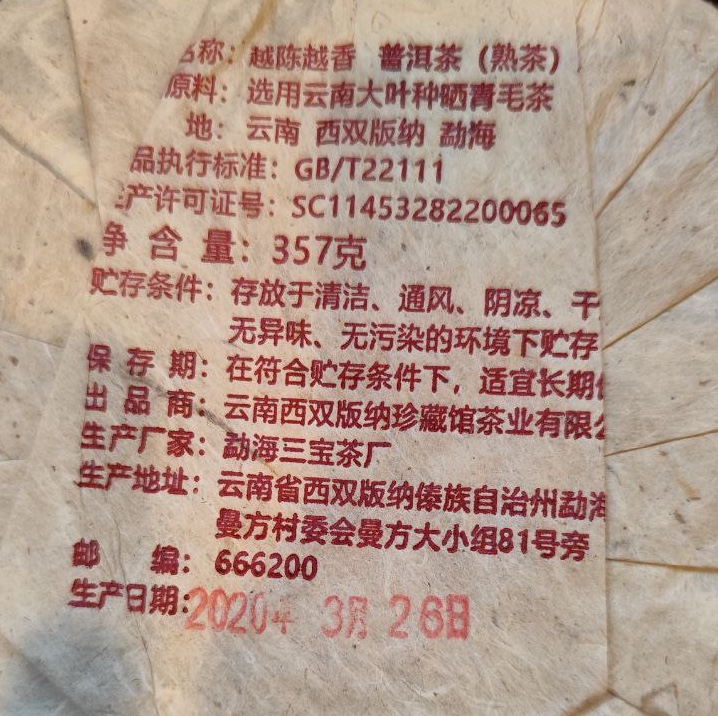 名称：越陈越香 普洱茶（熟茶）
原料：选用云南大叶种晒青毛茶
地：云南 西双版纳 勐海
品执行标准：GB/T22111
产许可证号：SC11453282200065
净含量：357克
贮存条件：存放于清洁、通风、阴凉、干
无异味、无污染的环境下贮存
保存期：在符合贮存条件下，适宜长期
出品商：云南西双版纳珍藏馆茶业有限公
生产厂家：勐海三宝茶厂
生产地址：云南省西双版纳傣族自治州勐海
曼方村委会曼方大小组81号旁
邮编：666200
生产日期：2020年 3月 26日